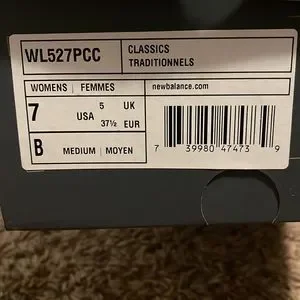 WL527PCC
CLASSICS
TRADITIONNELS
WOMENS | FEMMES
newbalance.com
7 USA
5 UK
37½ EUR
B MEDIUM | MOYEN
7 39980 47473 9